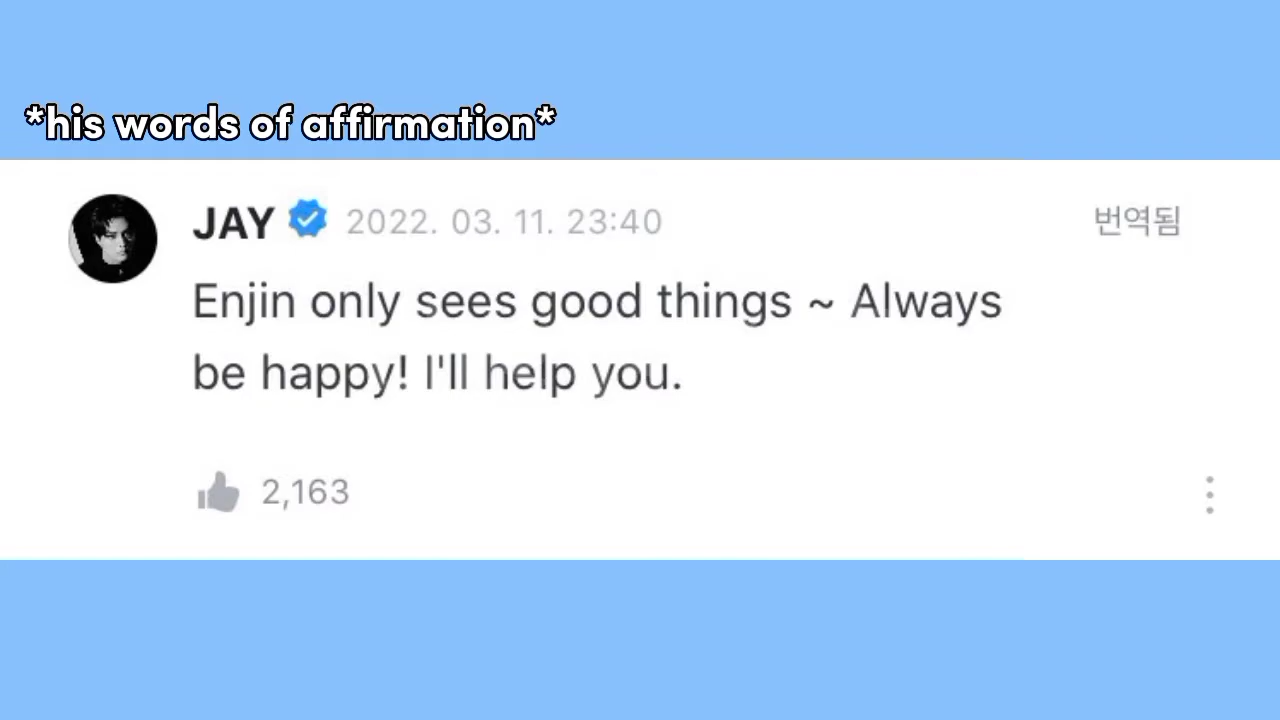 *his words of affirmation*
JAY 2022. 03. 11. 23:40 번역됨
Enjin only sees good things ~ Always
be happy! I'll help you.
2,163